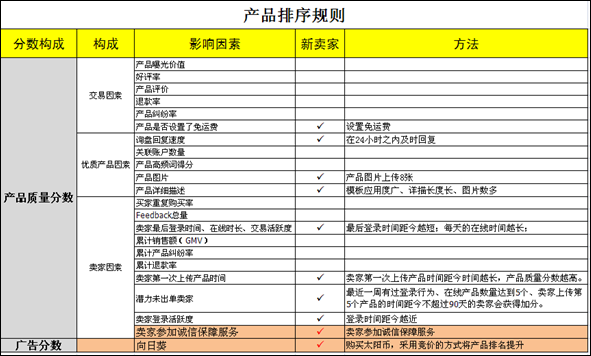 产品排序规则
分数构成 构成 影响因素 新卖家 方法
产品质量分数
交易因素
产品曝光价值
好评率
产品评价
退款率
产品纠纷率
产品是否设置了免运费 ✓ 设置免运费
优质产品因素
询盘回复速度 ✓ 在24小时之内及时回复
关联账户数量
产品高频词得分
产品图片 ✓ 产品图片上传8张
产品详细描述 ✓ 模板应用度广、详描长度长、图片数多
卖家因素
买家重复购买率
Feedback总量
卖家最后登录时间、在线时长、交易活跃度 ✓ 最后登录时间距今越短；每天的在线时间越长；
累计销售额（GMV）
累计产品纠纷率
累计退款率
卖家第一次上传产品时间 ✓ 卖家第一次上传产品时间距今时间越长，产品质量分数越高。
潜力未出单卖家 ✓ 最近一周有过登录行为、在线产品数量达到5个、卖家上传第
5个产品的时间距今不超过90天的卖家会获得加分。
卖家登录活跃度 ✓ 登录时间距今越近
卖家参加诚信保障服务 ✓ 卖家参加诚信保障服务
广告分数 向日葵 ✓ 购买太阳币，采用竞价的方式将产品排名提升